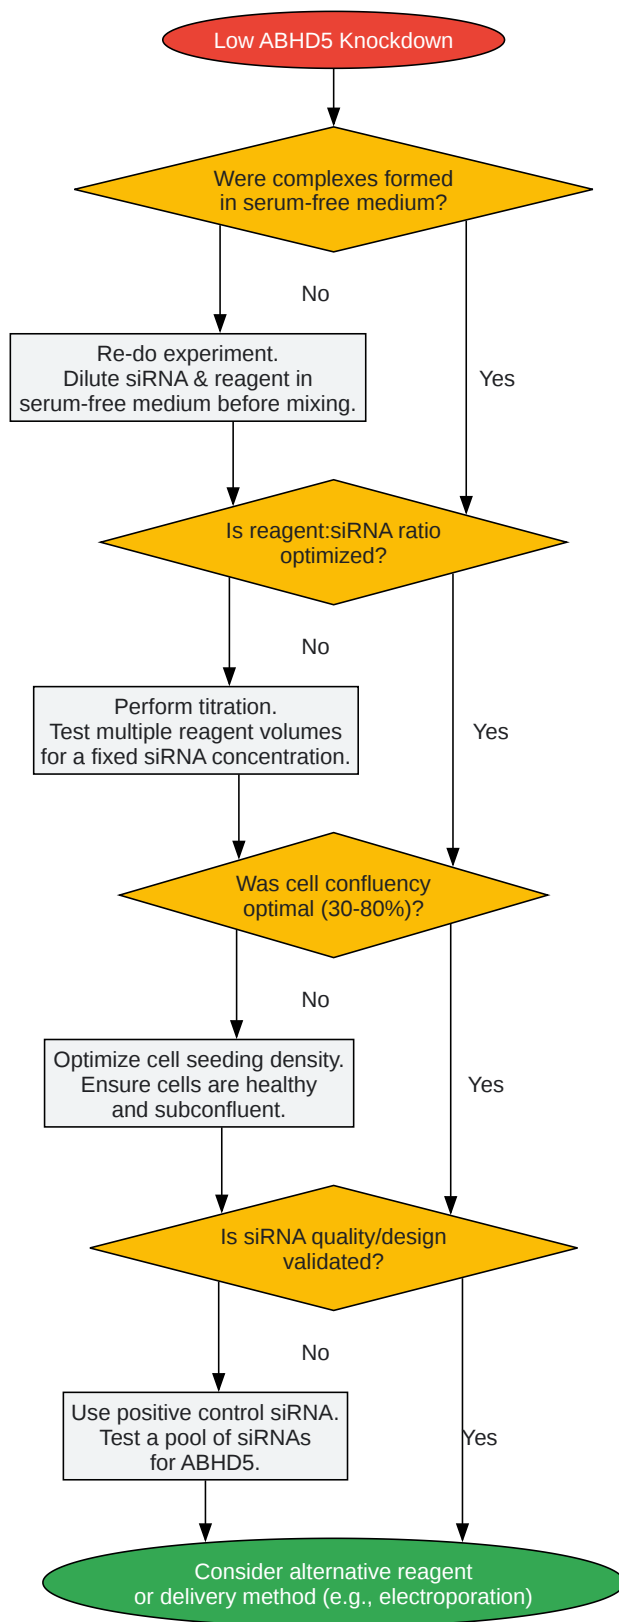 Low ABHD5 Knockdown
Were complexes formed
in serum-free medium?
No
Re-do experiment.
Dilute siRNA & reagent in
serum-free medium before mixing.
Yes
Is reagent:siRNA ratio
optimized?
No
Perform titration.
Test multiple reagent volumes
for a fixed siRNA concentration.
Yes
Was cell confluency
optimal (30-80%)?
No
Optimize cell seeding density.
Ensure cells are healthy
and subconfluent.
Yes
Is siRNA quality/design
validated?
No
Use positive control siRNA.
Test a pool of siRNAs
for ABHD5.
Yes
Consider alternative reagent
or delivery method (e.g., electroporation)